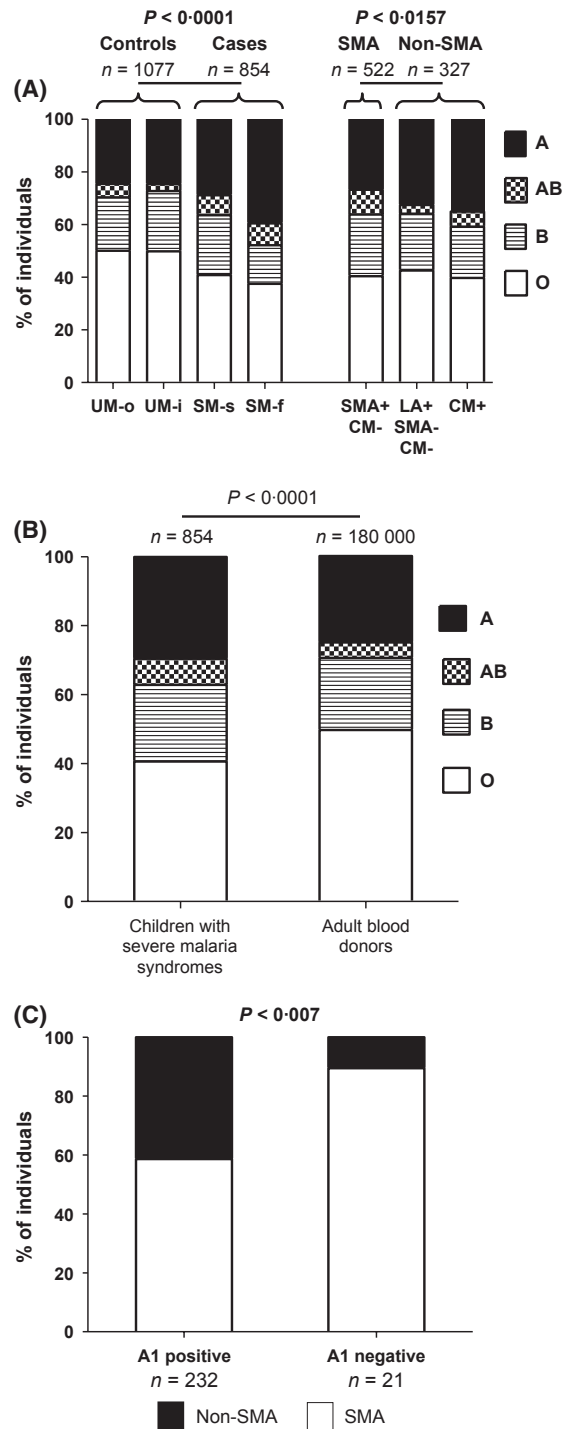 P < 0·0001 P < 0·0157
Controls Cases SMA Non-SMA
n = 1077 n = 854 n = 522 n = 327
(A)
100
80
60
40
20
0
% of individuals
A
AB
B
O
UM-o UM-i SM-s SM-f SMA+ CM- LA+ SMA- CM- CM+
P < 0·0001
(B)
n = 854 n = 180 000
100
80
60
40
20
0
% of individuals
A
AB
B
O
Children with
severe malaria
syndromes
Adult blood
donors
(C)
P < 0·007
100
80
60
40
20
0
% of individuals
A1 positive A1 negative
n = 232 n = 21
Non-SMA SMA